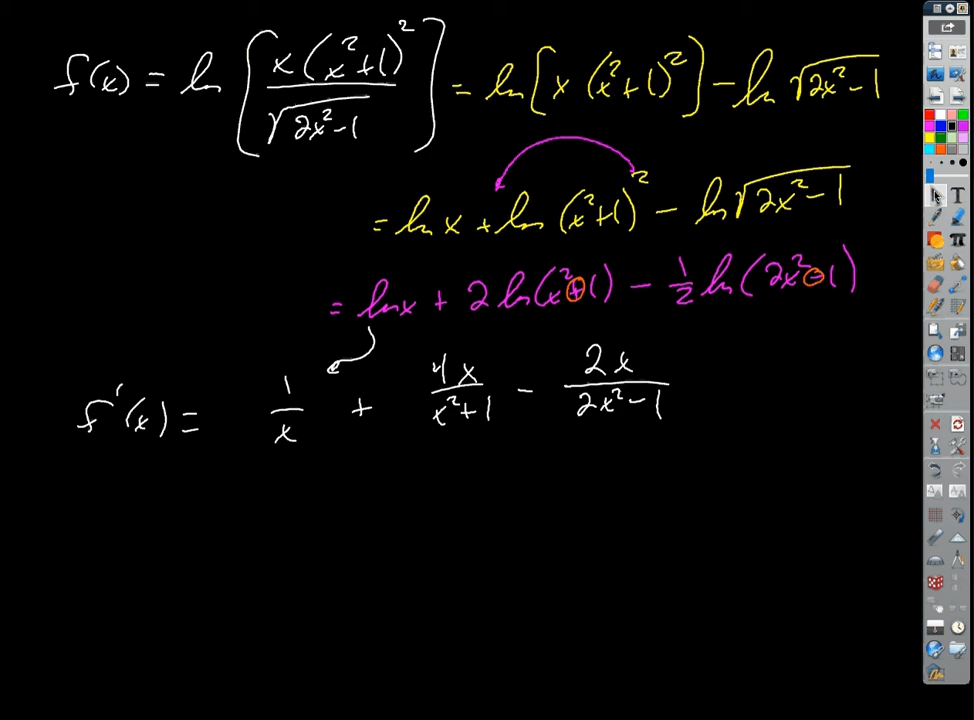 f(x) = ln [ x(x²+1)² / √(2x²-1) ] = ln[x(x²+1)²] - ln √(2x²-1)
= ln x + ln (x²+1)² - ln √(2x²-1)
= ln x + 2 ln(x²+1) - 1/2 ln(2x²-1)
f'(x) = 1/x + 4x/(x²+1) - 2x/(2x²-1)